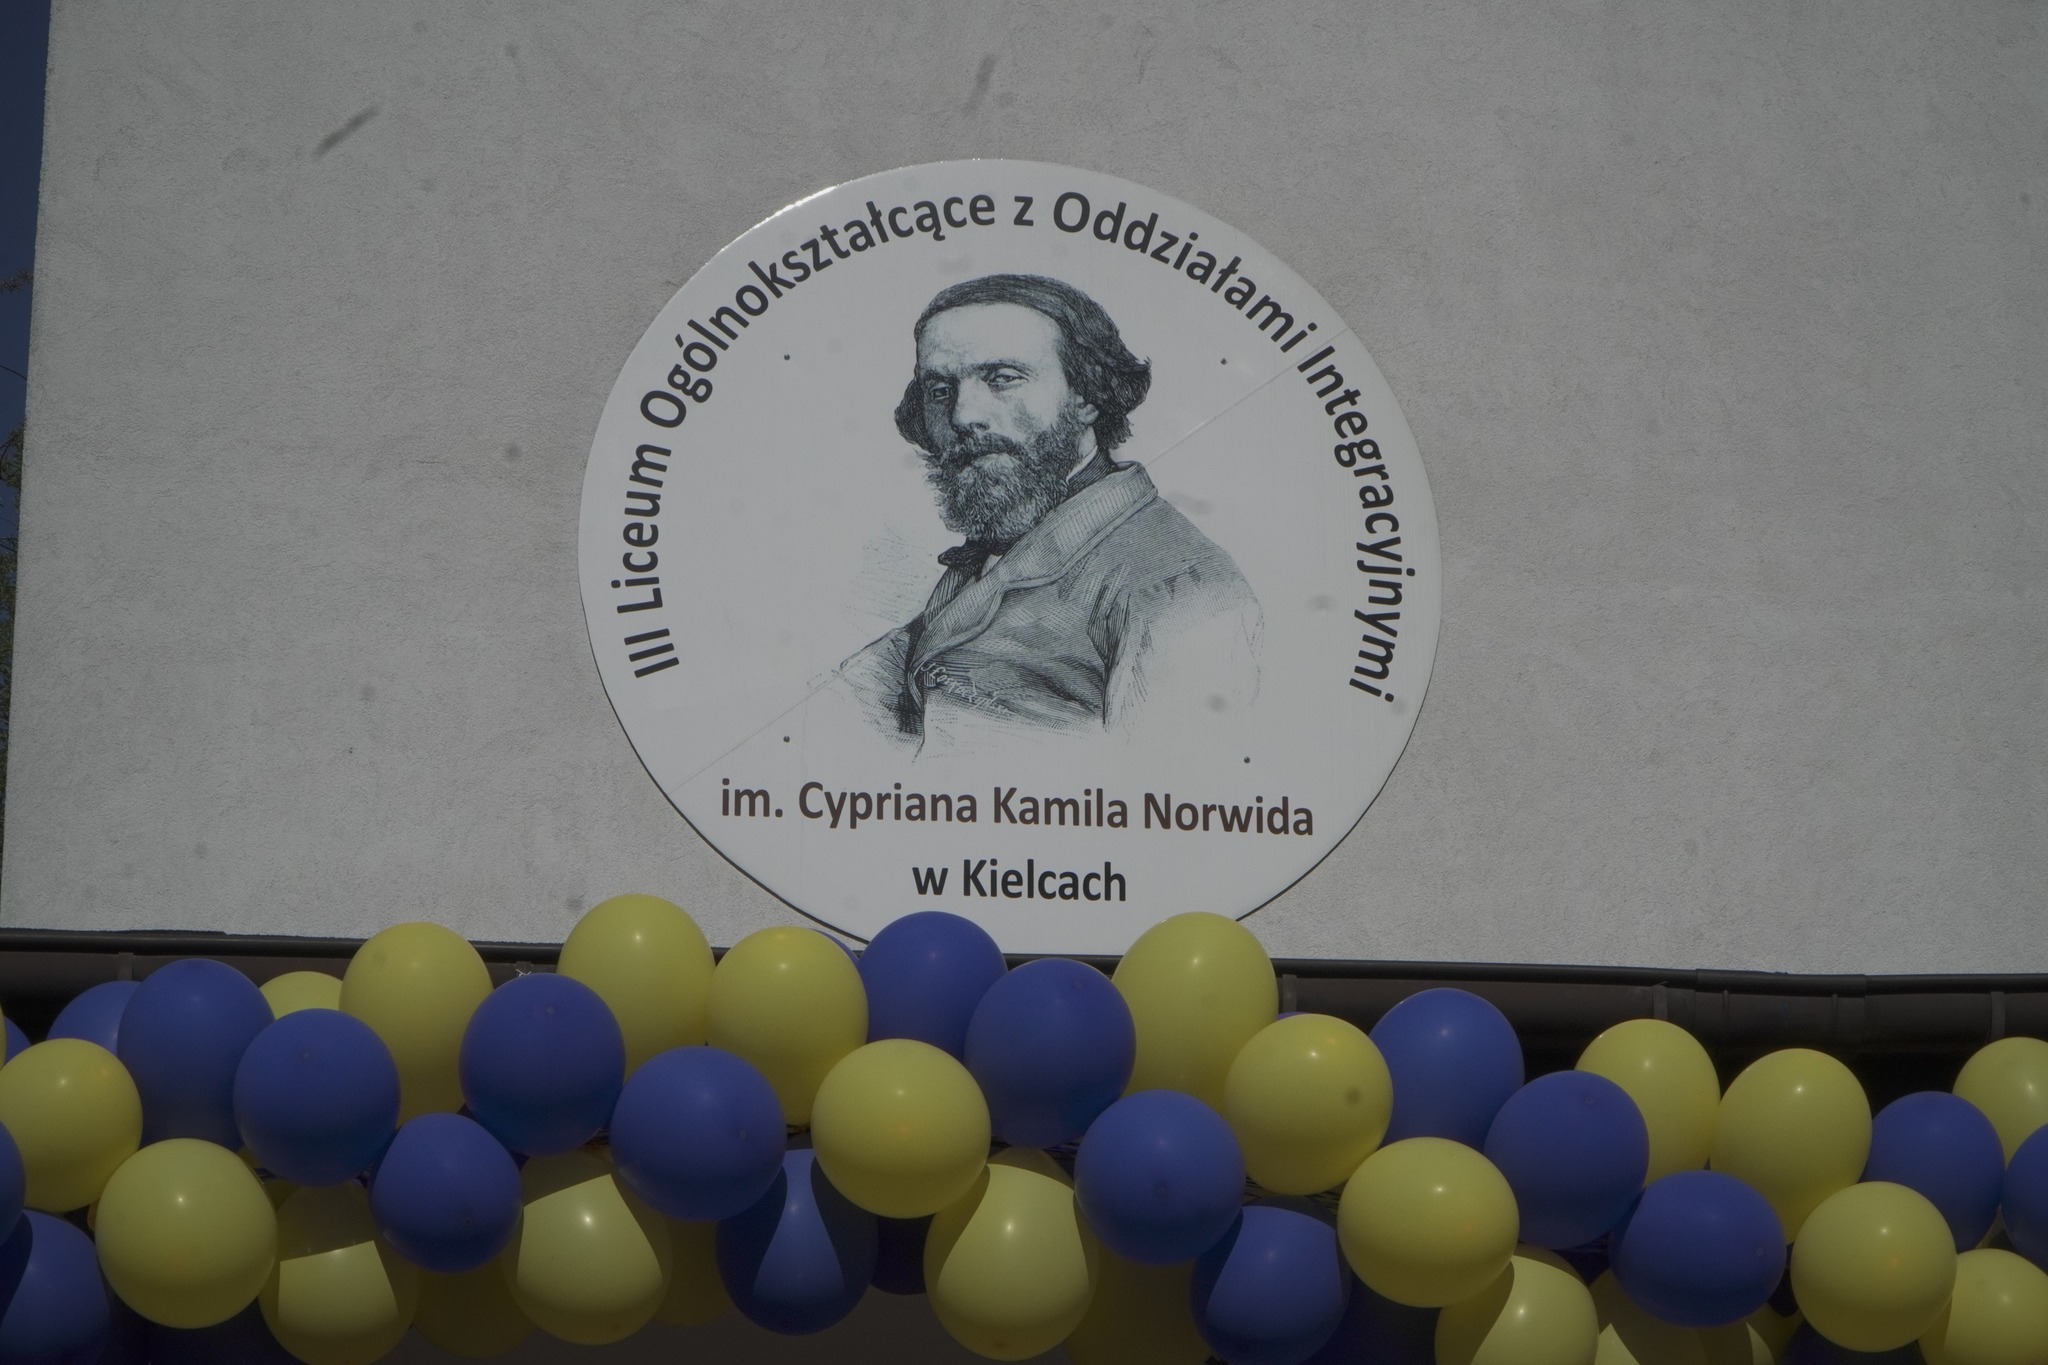 III Liceum Ogólnokształcące z Oddziałami Integracyjnymi
im. Cypriana Kamila Norwida
w Kielcach